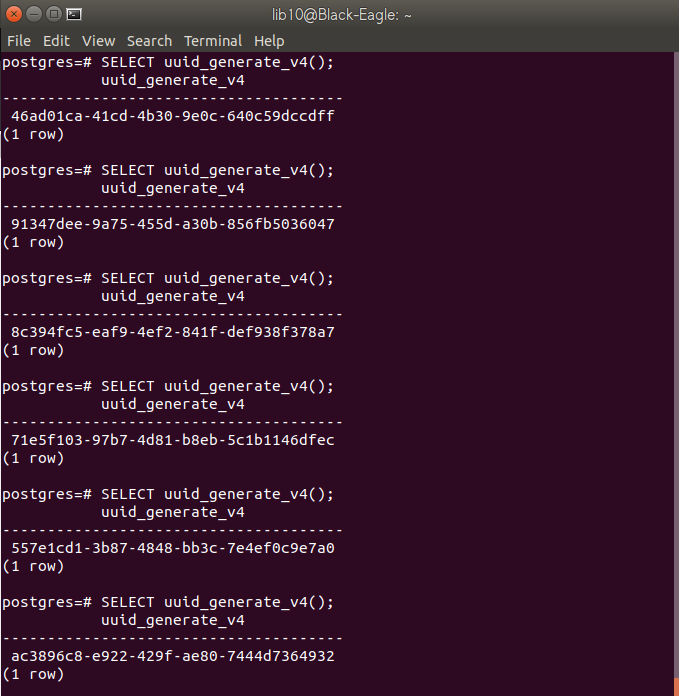 lib10@Black-Eagle: ~
File Edit View Search Terminal Help
postgres=# SELECT uuid_generate_v4();
           uuid_generate_v4
--------------------------------------
 46ad01ca-41cd-4b30-9e0c-640c59dccdff
(1 row)

postgres=# SELECT uuid_generate_v4();
           uuid_generate_v4
--------------------------------------
 91347dee-9a75-455d-a30b-856fb5036047
(1 row)

postgres=# SELECT uuid_generate_v4();
           uuid_generate_v4
--------------------------------------
 8c394fc5-eaf9-4ef2-841f-def938f378a7
(1 row)

postgres=# SELECT uuid_generate_v4();
           uuid_generate_v4
--------------------------------------
 71e5f103-97b7-4d81-b8eb-5c1b1146dfec
(1 row)

postgres=# SELECT uuid_generate_v4();
           uuid_generate_v4
--------------------------------------
 557e1cd1-3b87-4848-bb3c-7e4ef0c9e7a0
(1 row)

postgres=# SELECT uuid_generate_v4();
           uuid_generate_v4
--------------------------------------
 ac3896c8-e922-429f-ae80-7444d7364932
(1 row)